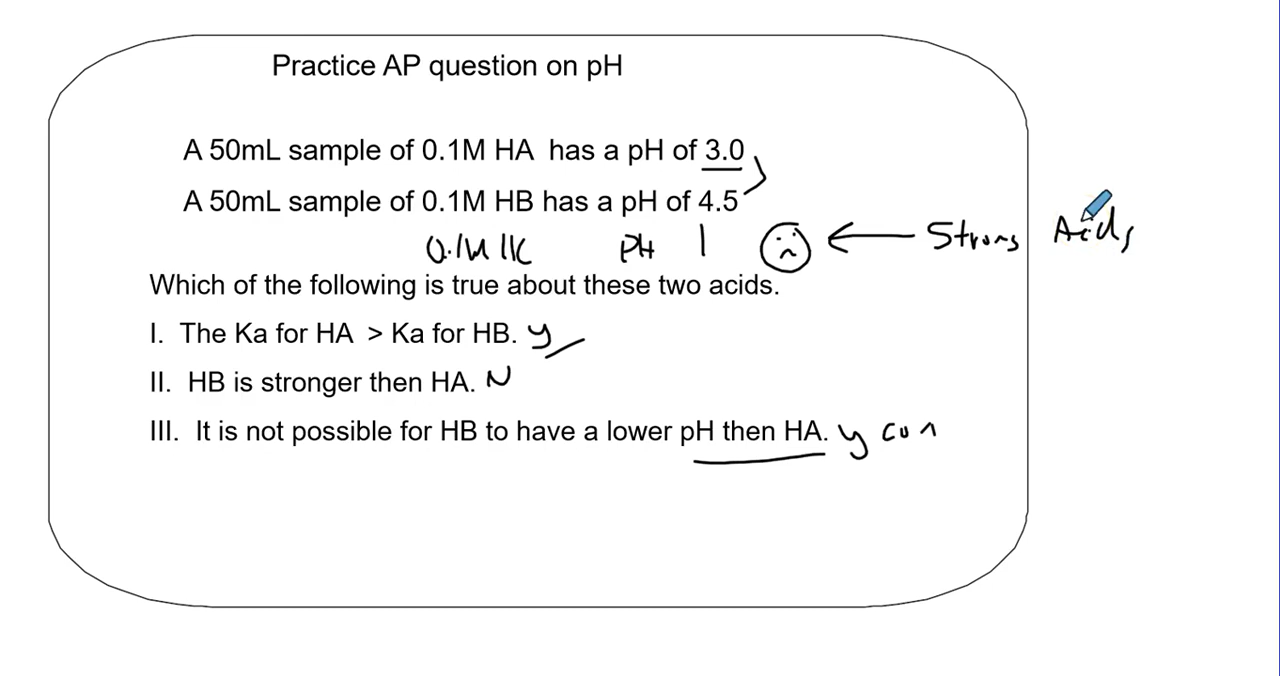 Practice AP question on pH
A 50mL sample of 0.1M HA has a pH of 3.0
A 50mL sample of 0.1M HB has a pH of 4.5
0.1M pH 1 Strong Acids
Which of the following is true about these two acids.
I. The Ka for HA > Ka for HB. y
II. HB is stronger then HA. N
III. It is not possible for HB to have a lower pH then HA. y can